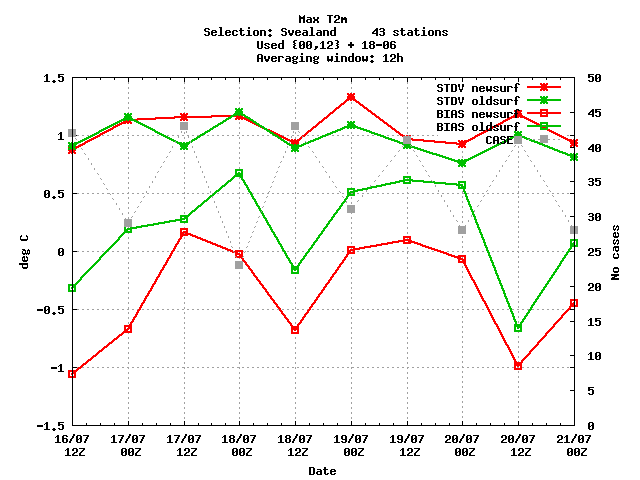 Max T2m
Selection: Svealand 43 stations
Used {00,12} + 18-06
Averaging window: 12h
STDV newsurf
STDV oldsurf
BIAS newsurf
BIAS oldsurf
CASE
1.5
1
0.5
0
-0.5
-1
-1.5
deg C
50
45
40
35
30
25
20
15
10
5
0
No cases
16/07 17/07 17/07 18/07 18/07 19/07 19/07 20/07 20/07 21/07
12Z 00Z 12Z 00Z 12Z 00Z 12Z 00Z 12Z 00Z
Date